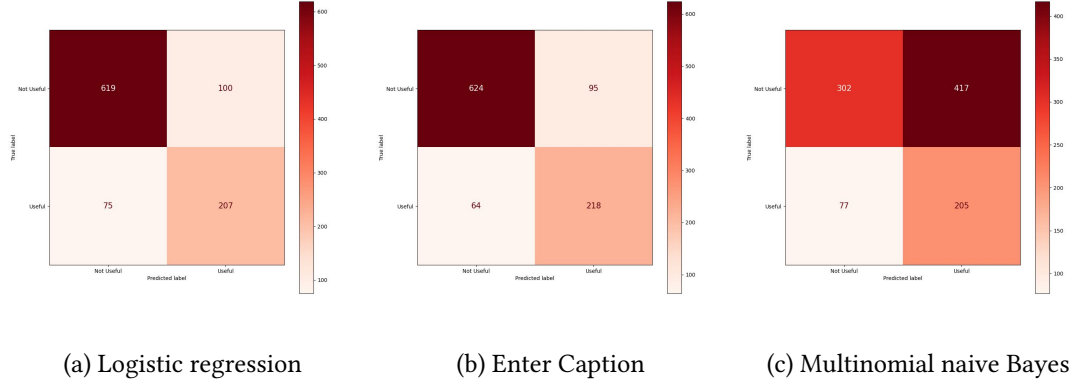 600
500
400
300
200
100
Not Useful
Useful
True label
619 100
75 207
Not Useful Useful
Predicted label
(a) Logistic regression
600
500
400
300
200
100
Not Useful
Useful
True label
624 95
64 218
Not Useful Useful
Predicted label
(b) Enter Caption
400
350
300
250
200
150
100
Not Useful
Useful
True label
302 417
77 205
Not Useful Useful
Predicted label
(c) Multinomial naive Bayes